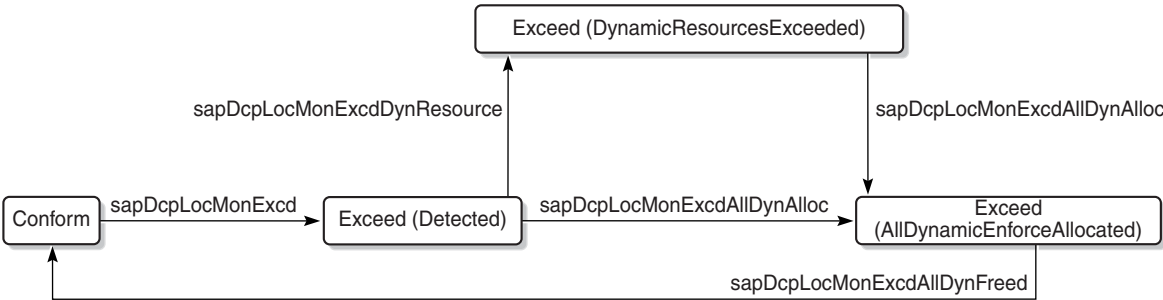 Exceed (DynamicResourcesExceeded)
sapDcpLocMonExcdDynResource
sapDcpLocMonExcdAllDynAlloc
Conform
sapDcpLocMonExcd
Exceed (Detected)
sapDcpLocMonExcdAllDynAlloc
Exceed
(AllDynamicEnforceAllocated)
sapDcpLocMonExcdAllDynFreed